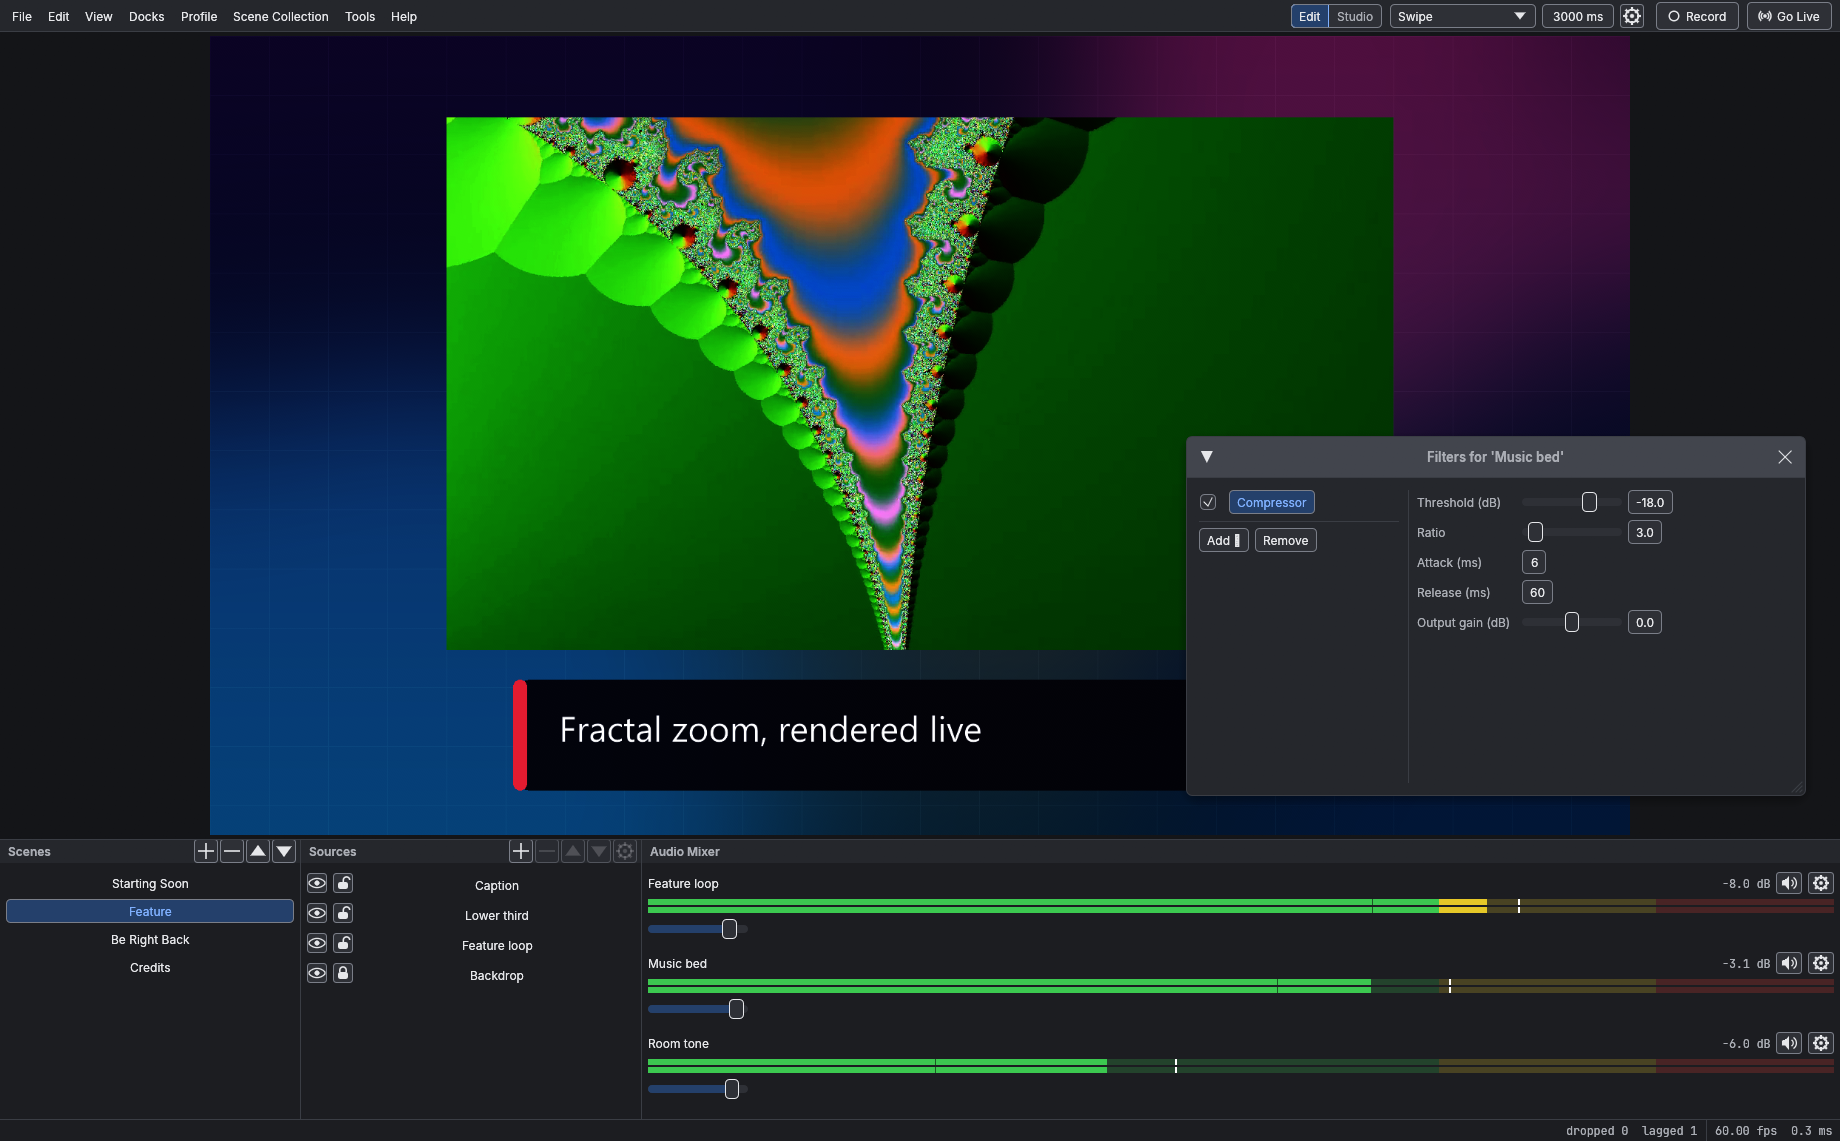 File Edit View Docks Profile Scene Collection Tools Help
Edit Studio Swipe 3000 ms Record Go Live
Filters for 'Music bed'
Compressor
Add Remove
Threshold (dB) -18.0
Ratio 3.0
Attack (ms) 6
Release (ms) 60
Output gain (dB) 0.0
Fractal zoom, rendered live
Scenes
Starting Soon
Feature
Be Right Back
Credits
Sources
Caption
Lower third
Feature loop
Backdrop
Audio Mixer
Feature loop -8.0 dB
Music bed -3.1 dB
Room tone -6.0 dB
dropped 0 lagged 1 60.00 fps 0.3 ms